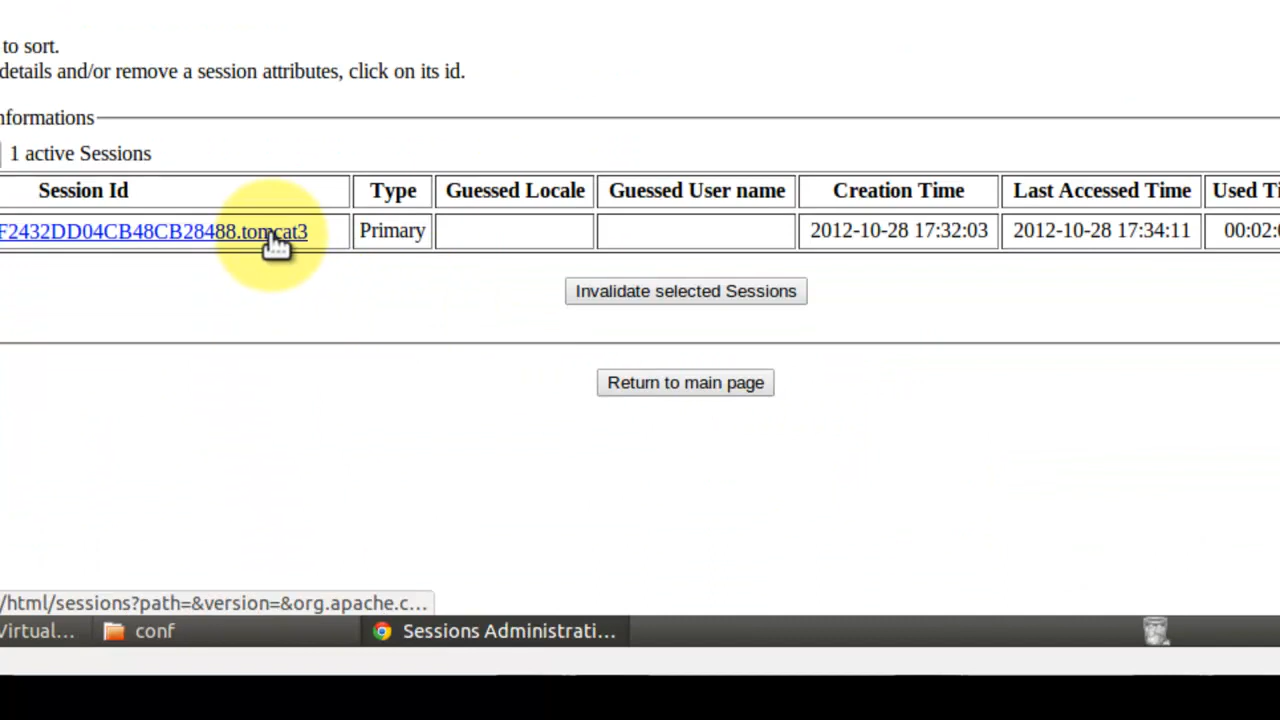 to sort.
details and/or remove a session attributes, click on its id.
nformations
1 active Sessions
Session Id Type Guessed Locale Guessed User name Creation Time Last Accessed Time Used Ti
F2432DD04CB48CB28488.tomcat3 Primary 2012-10-28 17:32:03 2012-10-28 17:34:11 00:02:
Invalidate selected Sessions
Return to main page
/html/sessions?path=&version=&org.apache.c...
Virtual... conf Sessions Administrati...